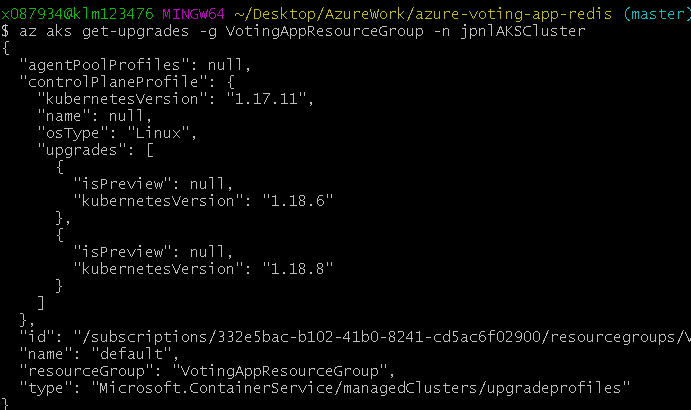 x087934@klm123476 MINGW64 ~/Desktop/AzureWork/azure-voting-app-redis (master)
$ az aks get-upgrades -g VotingAppResourceGroup -n jpnlAKSCluster
{
  "agentPoolProfiles": null,
  "controlPlaneProfile": {
    "kubernetesVersion": "1.17.11",
    "name": null,
    "osType": "Linux",
    "upgrades": [
      {
        "isPreview": null,
        "kubernetesVersion": "1.18.6"
      },
      {
        "isPreview": null,
        "kubernetesVersion": "1.18.8"
      }
    ]
  },
  "id": "/subscriptions/332e5bac-b102-41b0-8241-cd5ac6f02900/resourcegroups/V
  "name": "default",
  "resourceGroup": "VotingAppResourceGroup",
  "type": "Microsoft.ContainerService/managedClusters/upgradeprofiles"
}